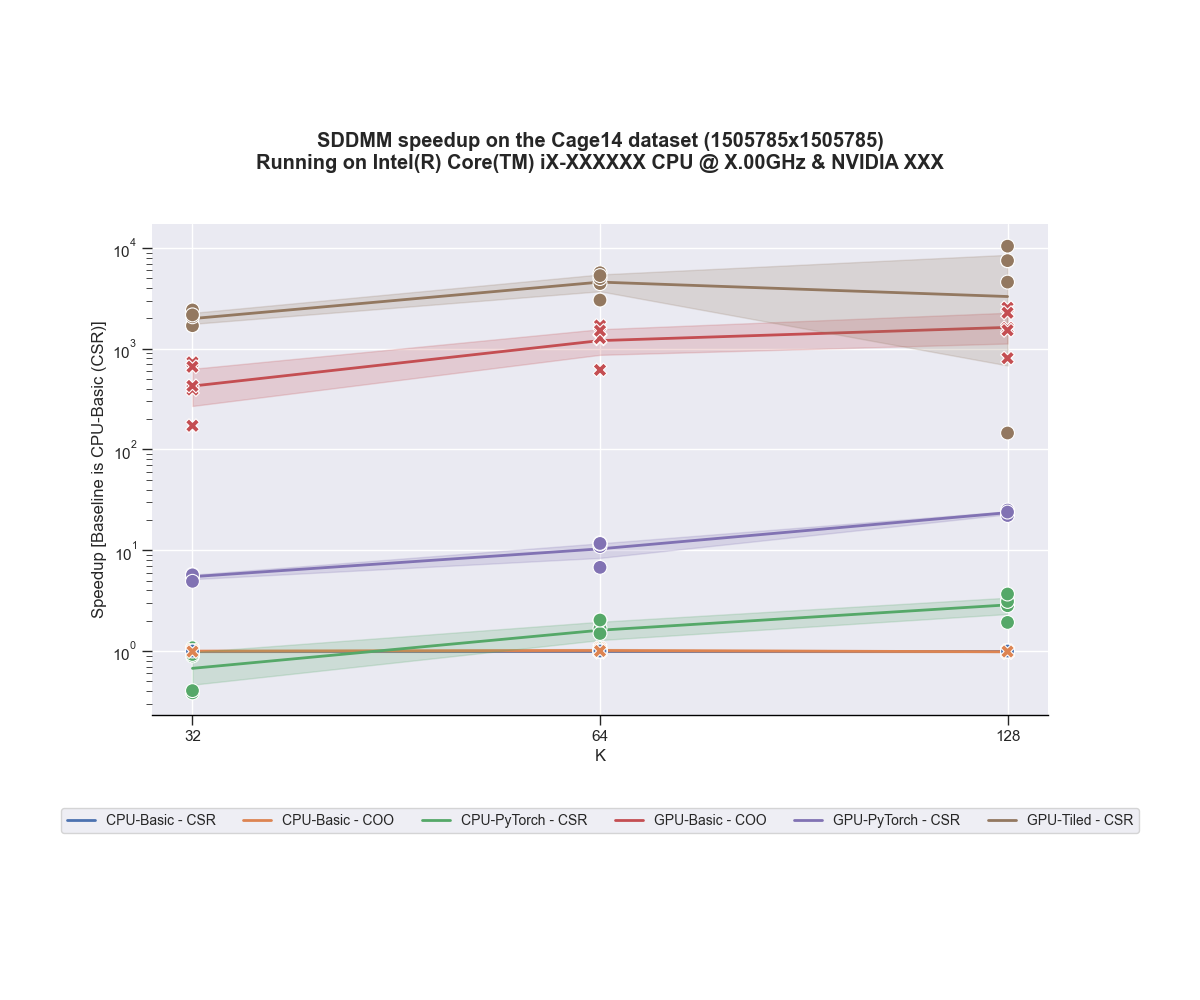 SDDMM speedup on the Cage14 dataset (1505785x1505785)
Running on Intel(R) Core(TM) iX-XXXXXX CPU @ X.00GHz & NVIDIA XXX
Speedup [Baseline is CPU-Basic (CSR)]
10^4
10^3
10^2
10^1
10^0
32 64 128
K
CPU-Basic - CSR CPU-Basic - COO CPU-PyTorch - CSR GPU-Basic - COO GPU-PyTorch - CSR GPU-Tiled - CSR